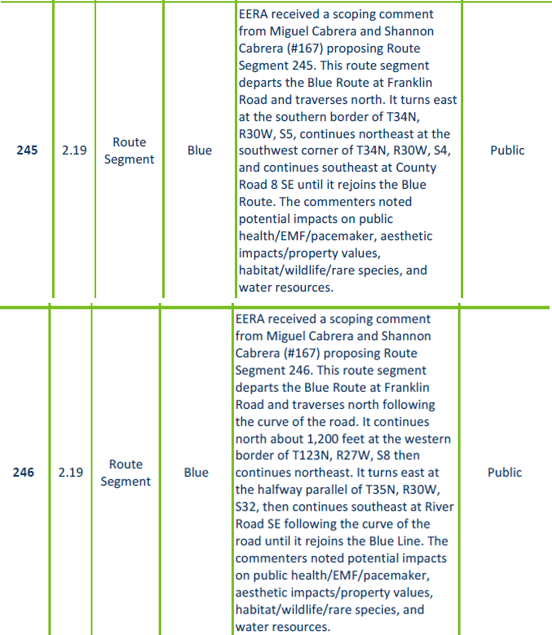 EERA received a scoping comment
from Miguel Cabrera and Shannon
Cabrera (#167) proposing Route
Segment 245. This route segment
departs the Blue Route at Franklin
Road and traverses north. It turns east
at the southern border of T34N,
R30W, S5, continues northeast at the
southwest corner of T34N, R30W, S4,
and continues southeast at County
Road 8 SE until it rejoins the Blue
Route. The commenters noted
potential impacts on public
health/EMF/pacemaker, aesthetic
impacts/property values,
habitat/wildlife/rare species, and
water resources.
245
2.19
Route
Segment
Blue
Public
EERA received a scoping comment
from Miguel Cabrera and Shannon
Cabrera (#167) proposing Route
Segment 246. This route segment
departs the Blue Route at Franklin
Road and traverses north following
the curve of the road. It continues
north about 1,200 feet at the western
border of T123N, R27W, S8 then
continues northeast. It turns east at
the halfway parallel of T35N, R30W,
S32, then continues southeast at River
Road SE following the curve of the
road until it rejoins the Blue Line. The
commenters noted potential impacts
on public health/EMF/pacemaker,
aesthetic impacts/property values,
habitat/wildlife/rare species, and
water resources.
246
2.19
Route
Segment
Blue
Public